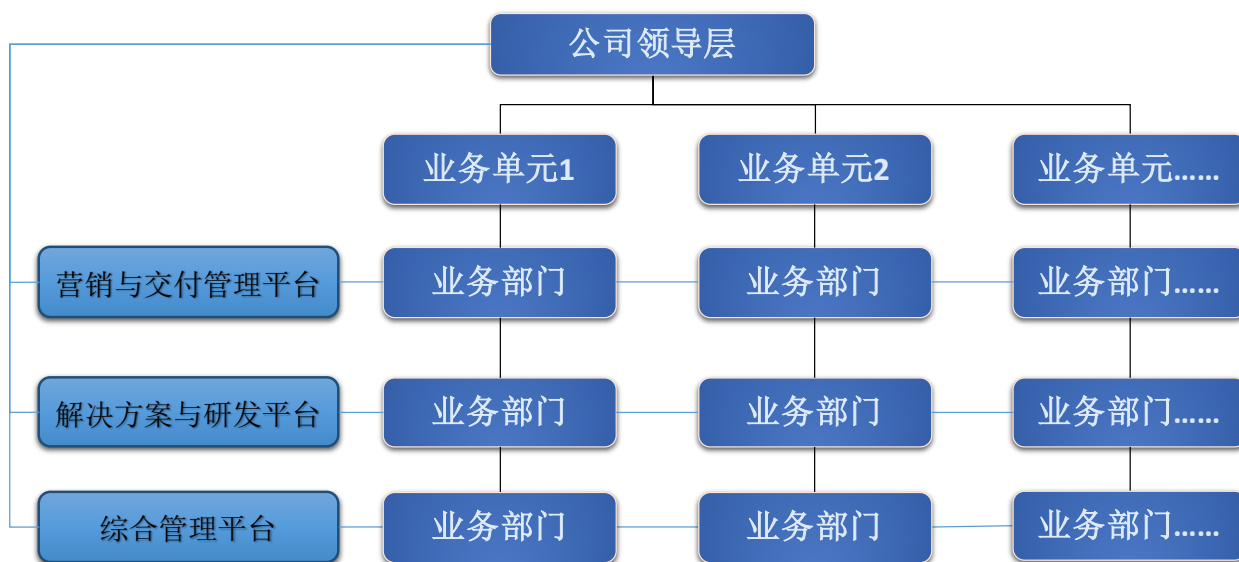 公司领导层
业务单元1
业务单元2
业务单元……
营销与交付管理平台
业务部门
业务部门
业务部门……
解决方案与研发平台
业务部门
业务部门
业务部门……
综合管理平台
业务部门
业务部门
业务部门……